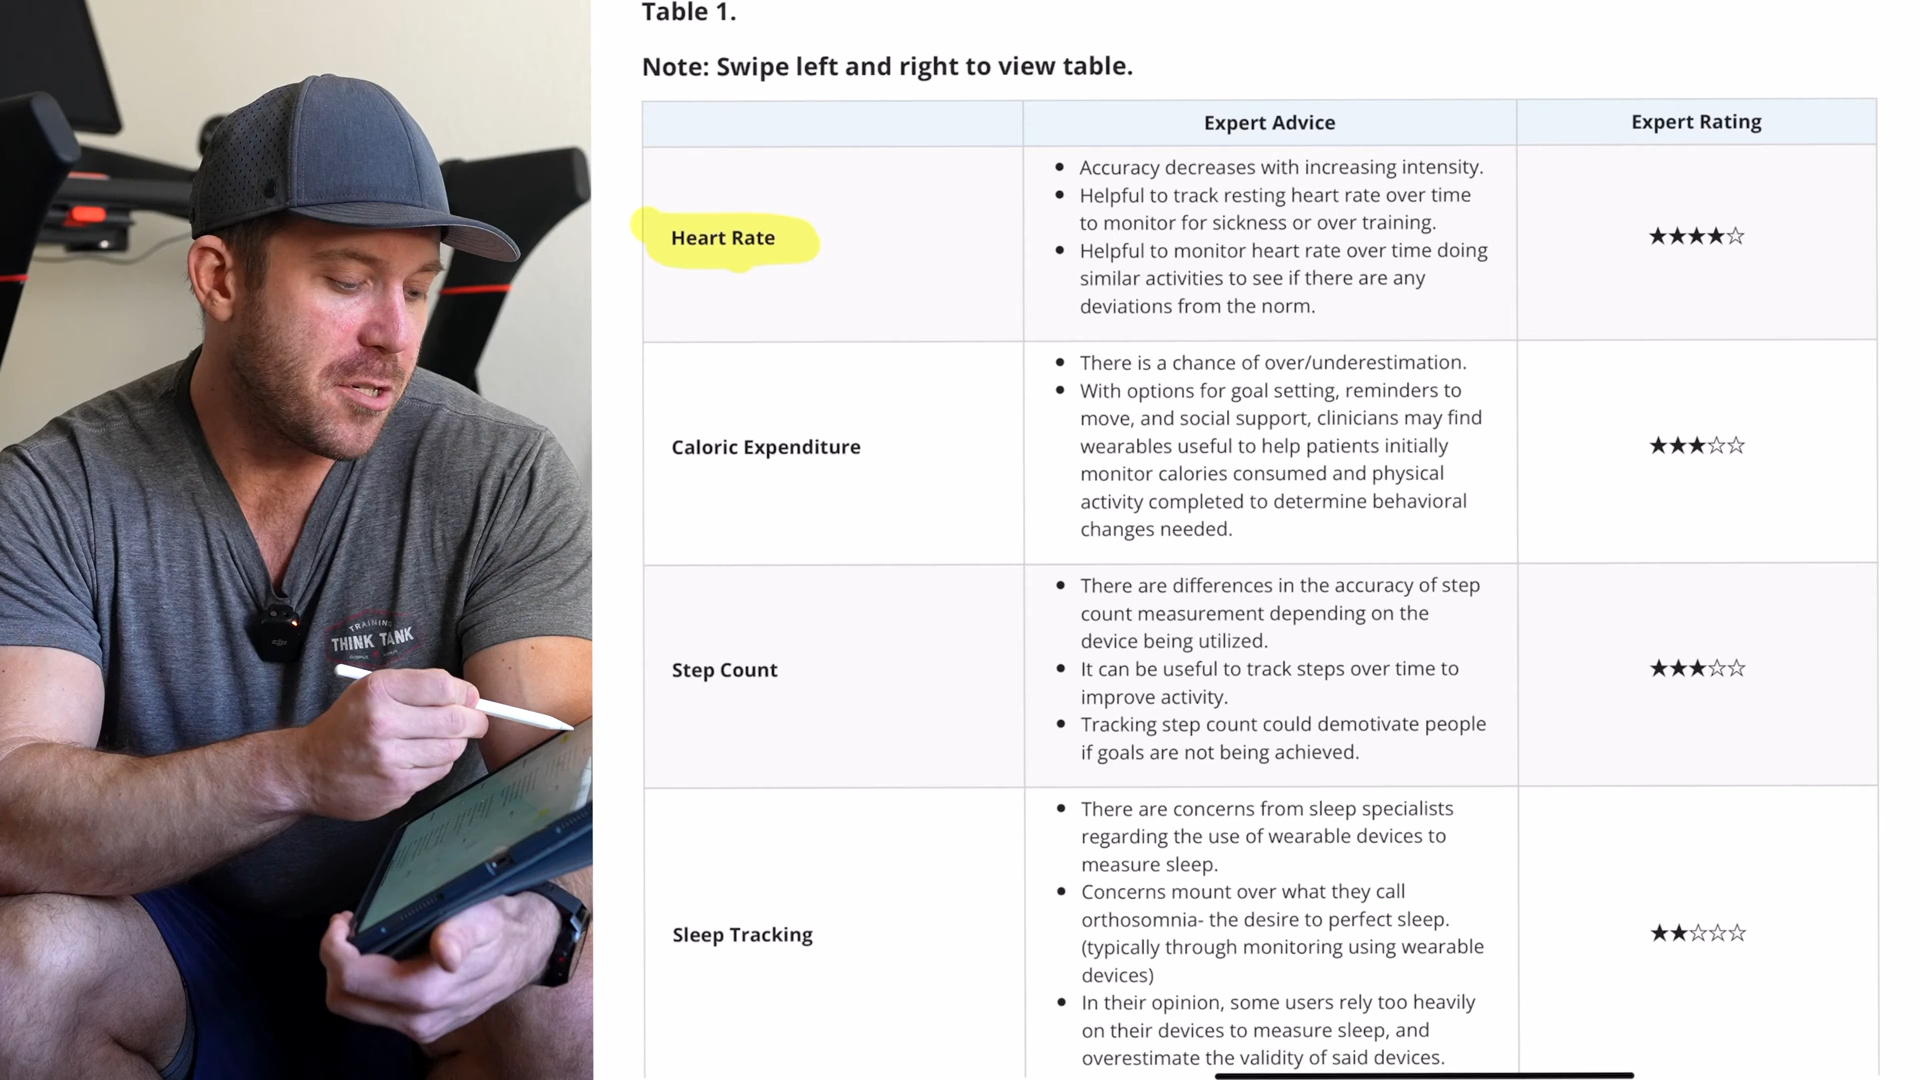 Table 1.
Note: Swipe left and right to view table.
Expert Advice
Expert Rating
Heart Rate
• Accuracy decreases with increasing intensity.
• Helpful to track resting heart rate over time
to monitor for sickness or over training.
• Helpful to monitor heart rate over time doing
similar activities to see if there are any
deviations from the norm.
★★★★☆
Caloric Expenditure
• There is a chance of over/underestimation.
• With options for goal setting, reminders to
move, and social support, clinicians may find
wearables useful to help patients initially
monitor calories consumed and physical
activity completed to determine behavioral
changes needed.
★★★☆☆
Step Count
• There are differences in the accuracy of step
count measurement depending on the
device being utilized.
• It can be useful to track steps over time to
improve activity.
• Tracking step count could demotivate people
if goals are not being achieved.
★★★☆☆
Sleep Tracking
• There are concerns from sleep specialists
regarding the use of wearable devices to
measure sleep.
• Concerns mount over what they call
orthosomnia- the desire to perfect sleep.
(typically through monitoring using wearable
devices)
• In their opinion, some users rely too heavily
on their devices to measure sleep, and
overestimate the validity of said devices.
★★☆☆☆
TRAINING
THINK TANK
dji